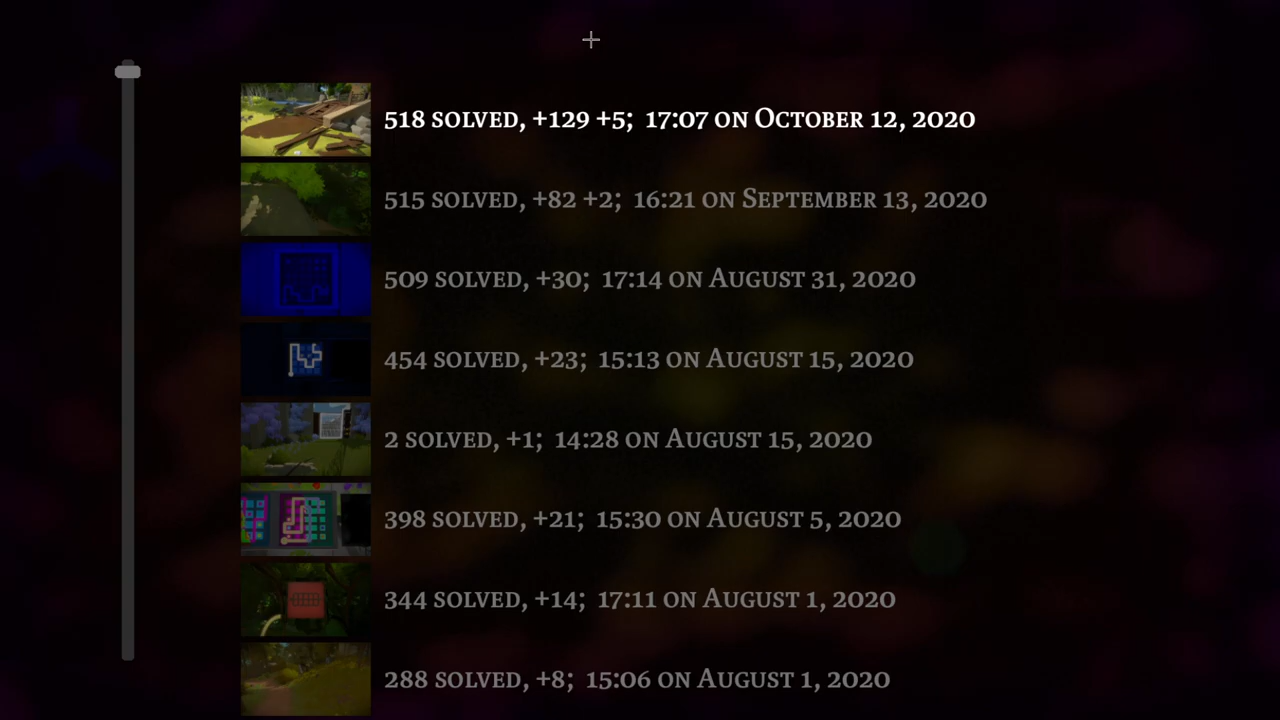 518 solved, +129 +5; 17:07 on October 12, 2020
515 solved, +82 +2; 16:21 on September 13, 2020
509 solved, +30; 17:14 on August 31, 2020
454 solved, +23; 15:13 on August 15, 2020
2 solved, +1; 14:28 on August 15, 2020
398 solved, +21; 15:30 on August 5, 2020
344 solved, +14; 17:11 on August 1, 2020
288 solved, +8; 15:06 on August 1, 2020